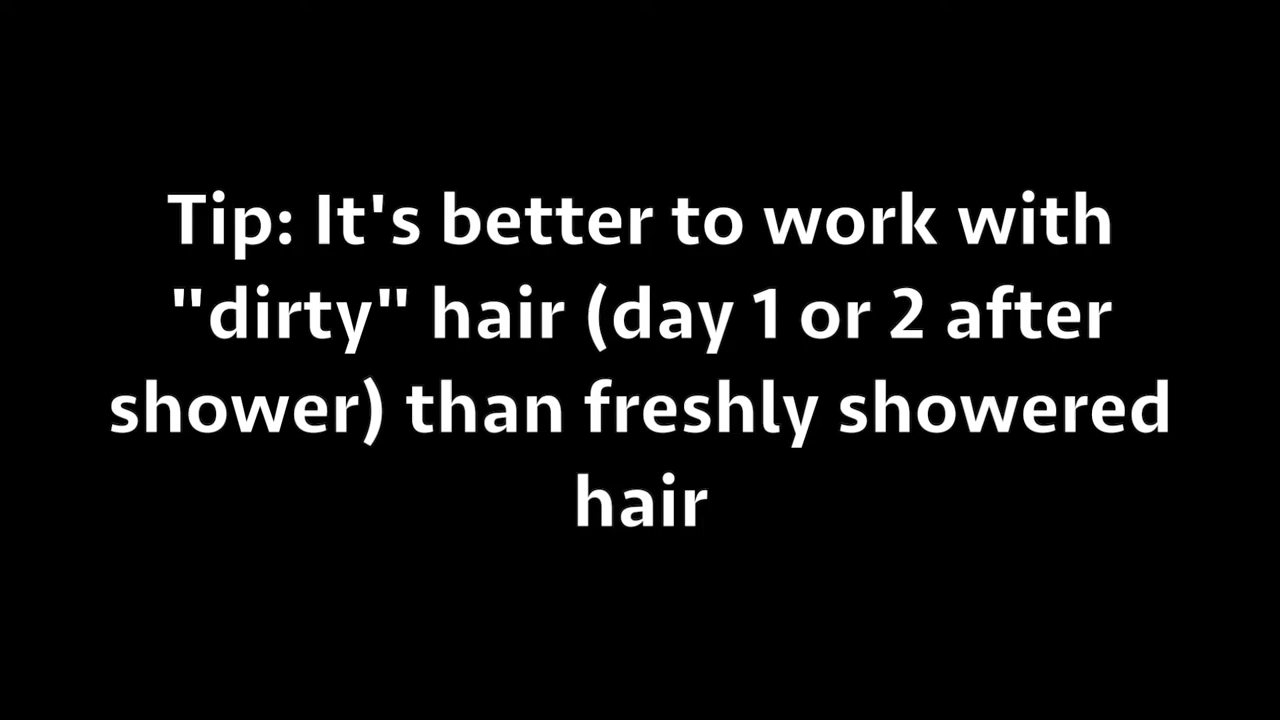 Tip: It's better to work with
"dirty" hair (day 1 or 2 after
shower) than freshly showered
hair